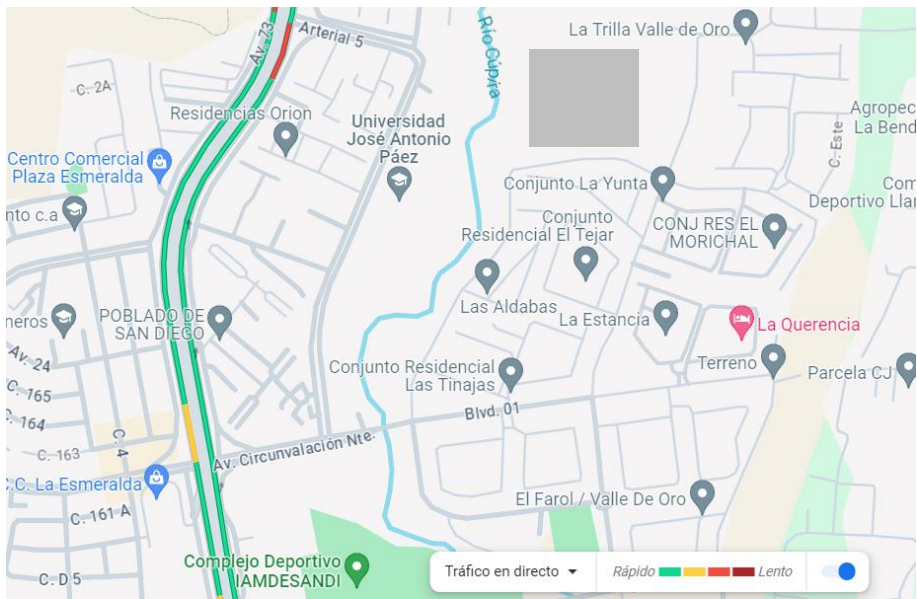 La Trilla Valle de Oro
Av. 73
Arterial 5
Río Cúpira
C. 2A
Residencias Orion
Universidad
José Antonio
Páez
Agropec
La Bend
C. Este
Centro Comercial
Plaza Esmeralda
Conjunto La Yunta
Com
Deportivo Llan
nto c.a
Conjunto
Residencial El Tejar
CONJ RES EL
MORICHAL
Las Aldabas
La Estancia
La Querencia
neros
POBLADO DE
SAN DIEGO
Av. 24
C. 165
C. 164
C. 163
C. 4
Conjunto Residencial
Las Tinajas
Terreno
Parcela CJ
Blvd. 01
Av. Circunvalación Nte.
C.C. La Esmeralda
C. 161 A
El Farol / Valle De Oro
Complejo Deportivo
IAMDESANDI
C. D 5
Tráfico en directo
Rápido
Lento